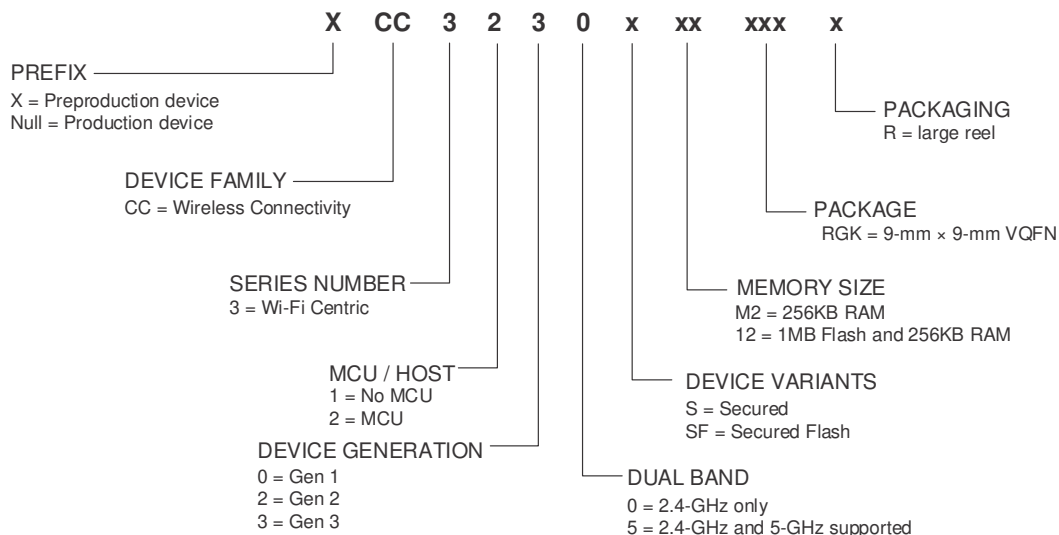 X CC 3 2 3 0 x xx xxx x
PREFIX
X = Preproduction device
Null = Production device
PACKAGING
R = large reel
DEVICE FAMILY
CC = Wireless Connectivity
PACKAGE
RGK = 9-mm × 9-mm VQFN
SERIES NUMBER
3 = Wi-Fi Centric
MEMORY SIZE
M2 = 256KB RAM
12 = 1MB Flash and 256KB RAM
MCU / HOST
1 = No MCU
2 = MCU
DEVICE VARIANTS
S = Secured
SF = Secured Flash
DEVICE GENERATION
0 = Gen 1
2 = Gen 2
3 = Gen 3
DUAL BAND
0 = 2.4-GHz only
5 = 2.4-GHz and 5-GHz supported